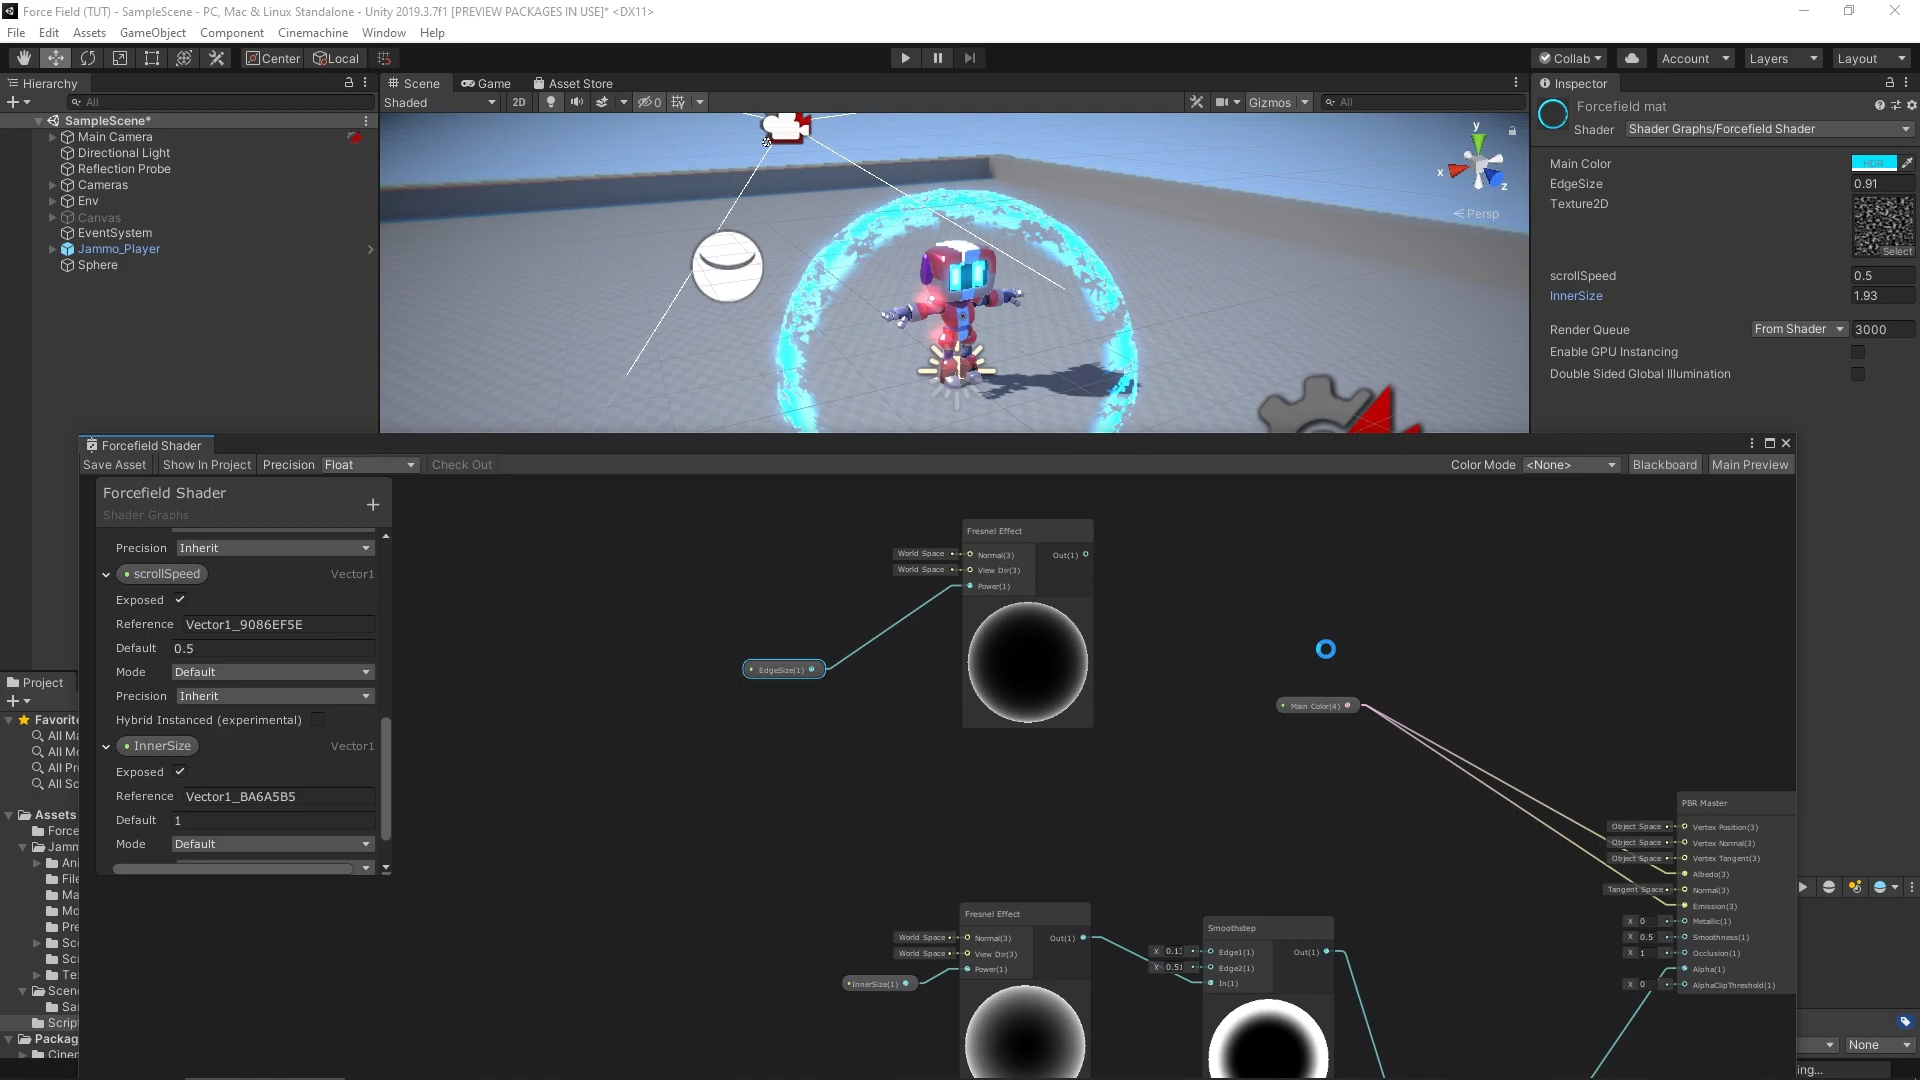 Force Field (TUT) - SampleScene - PC, Mac & Linux Standalone - Unity 2019.3.7f1 [PREVIEW PACKAGES IN USE]* <DX11>
File Edit Assets GameObject Component Cinemachine Window Help
Center Local
Collab Account Layers Layout
Hierarchy
All
SampleScene*
Main Camera
Directional Light
Reflection Probe
Cameras
Env
Canvas
EventSystem
Jammo_Player
Sphere
Scene Game Asset Store
Shaded 2D 0 Gizmos All
y
x
z
Persp
Inspector
Forcefield mat
Shader Shader Graphs/Forcefield Shader
Main Color HDR
EdgeSize 0.91
Texture2D
Select
scrollSpeed 0.5
InnerSize 1.93
Render Queue From Shader 3000
Enable GPU Instancing
Double Sided Global Illumination
Forcefield Shader
Save Asset Show In Project Precision Float Check Out
Color Mode <None> Blackboard Main Preview
Forcefield Shader
Shader Graphs
Precision Inherit
scrollSpeed Vector1
Exposed
Reference Vector1_9086EF5E
Default 0.5
Mode Default
Precision Inherit
Hybrid Instanced (experimental)
InnerSize Vector1
Exposed
Reference Vector1_BA6A5B5
Default 1
Mode Default
Fresnel Effect
World Space Normal(3) Out(1)
World Space View Dir(3)
Power(1)
EdgeSize(1)
Main Color(4)
Fresnel Effect
World Space Normal(3) Out(1)
World Space View Dir(3)
InnerSize(1) Power(1)
Smoothstep
X 0.13 Edge1(1) Out(1)
X 0.51 Edge2(1)
In(1)
PBR Master
Object Space Vertex Position(3)
Object Space Vertex Normal(3)
Object Space Vertex Tangent(3)
Albedo(3)
Tangent Space Normal(3)
Emission(3)
X 0 Metallic(1)
X 0.5 Smoothness(1)
X 1 Occlusion(1)
Alpha(1)
X 0 AlphaClipThreshold(1)
Project
Favorite
All Ma
All Mo
All Pre
All Sc
Assets
Force
Jamm
Ani
File
Ma
Mo
Pre
Sce
Scr
Tex
Scene
Sar
Script
Packag
Ciner
None
ing...